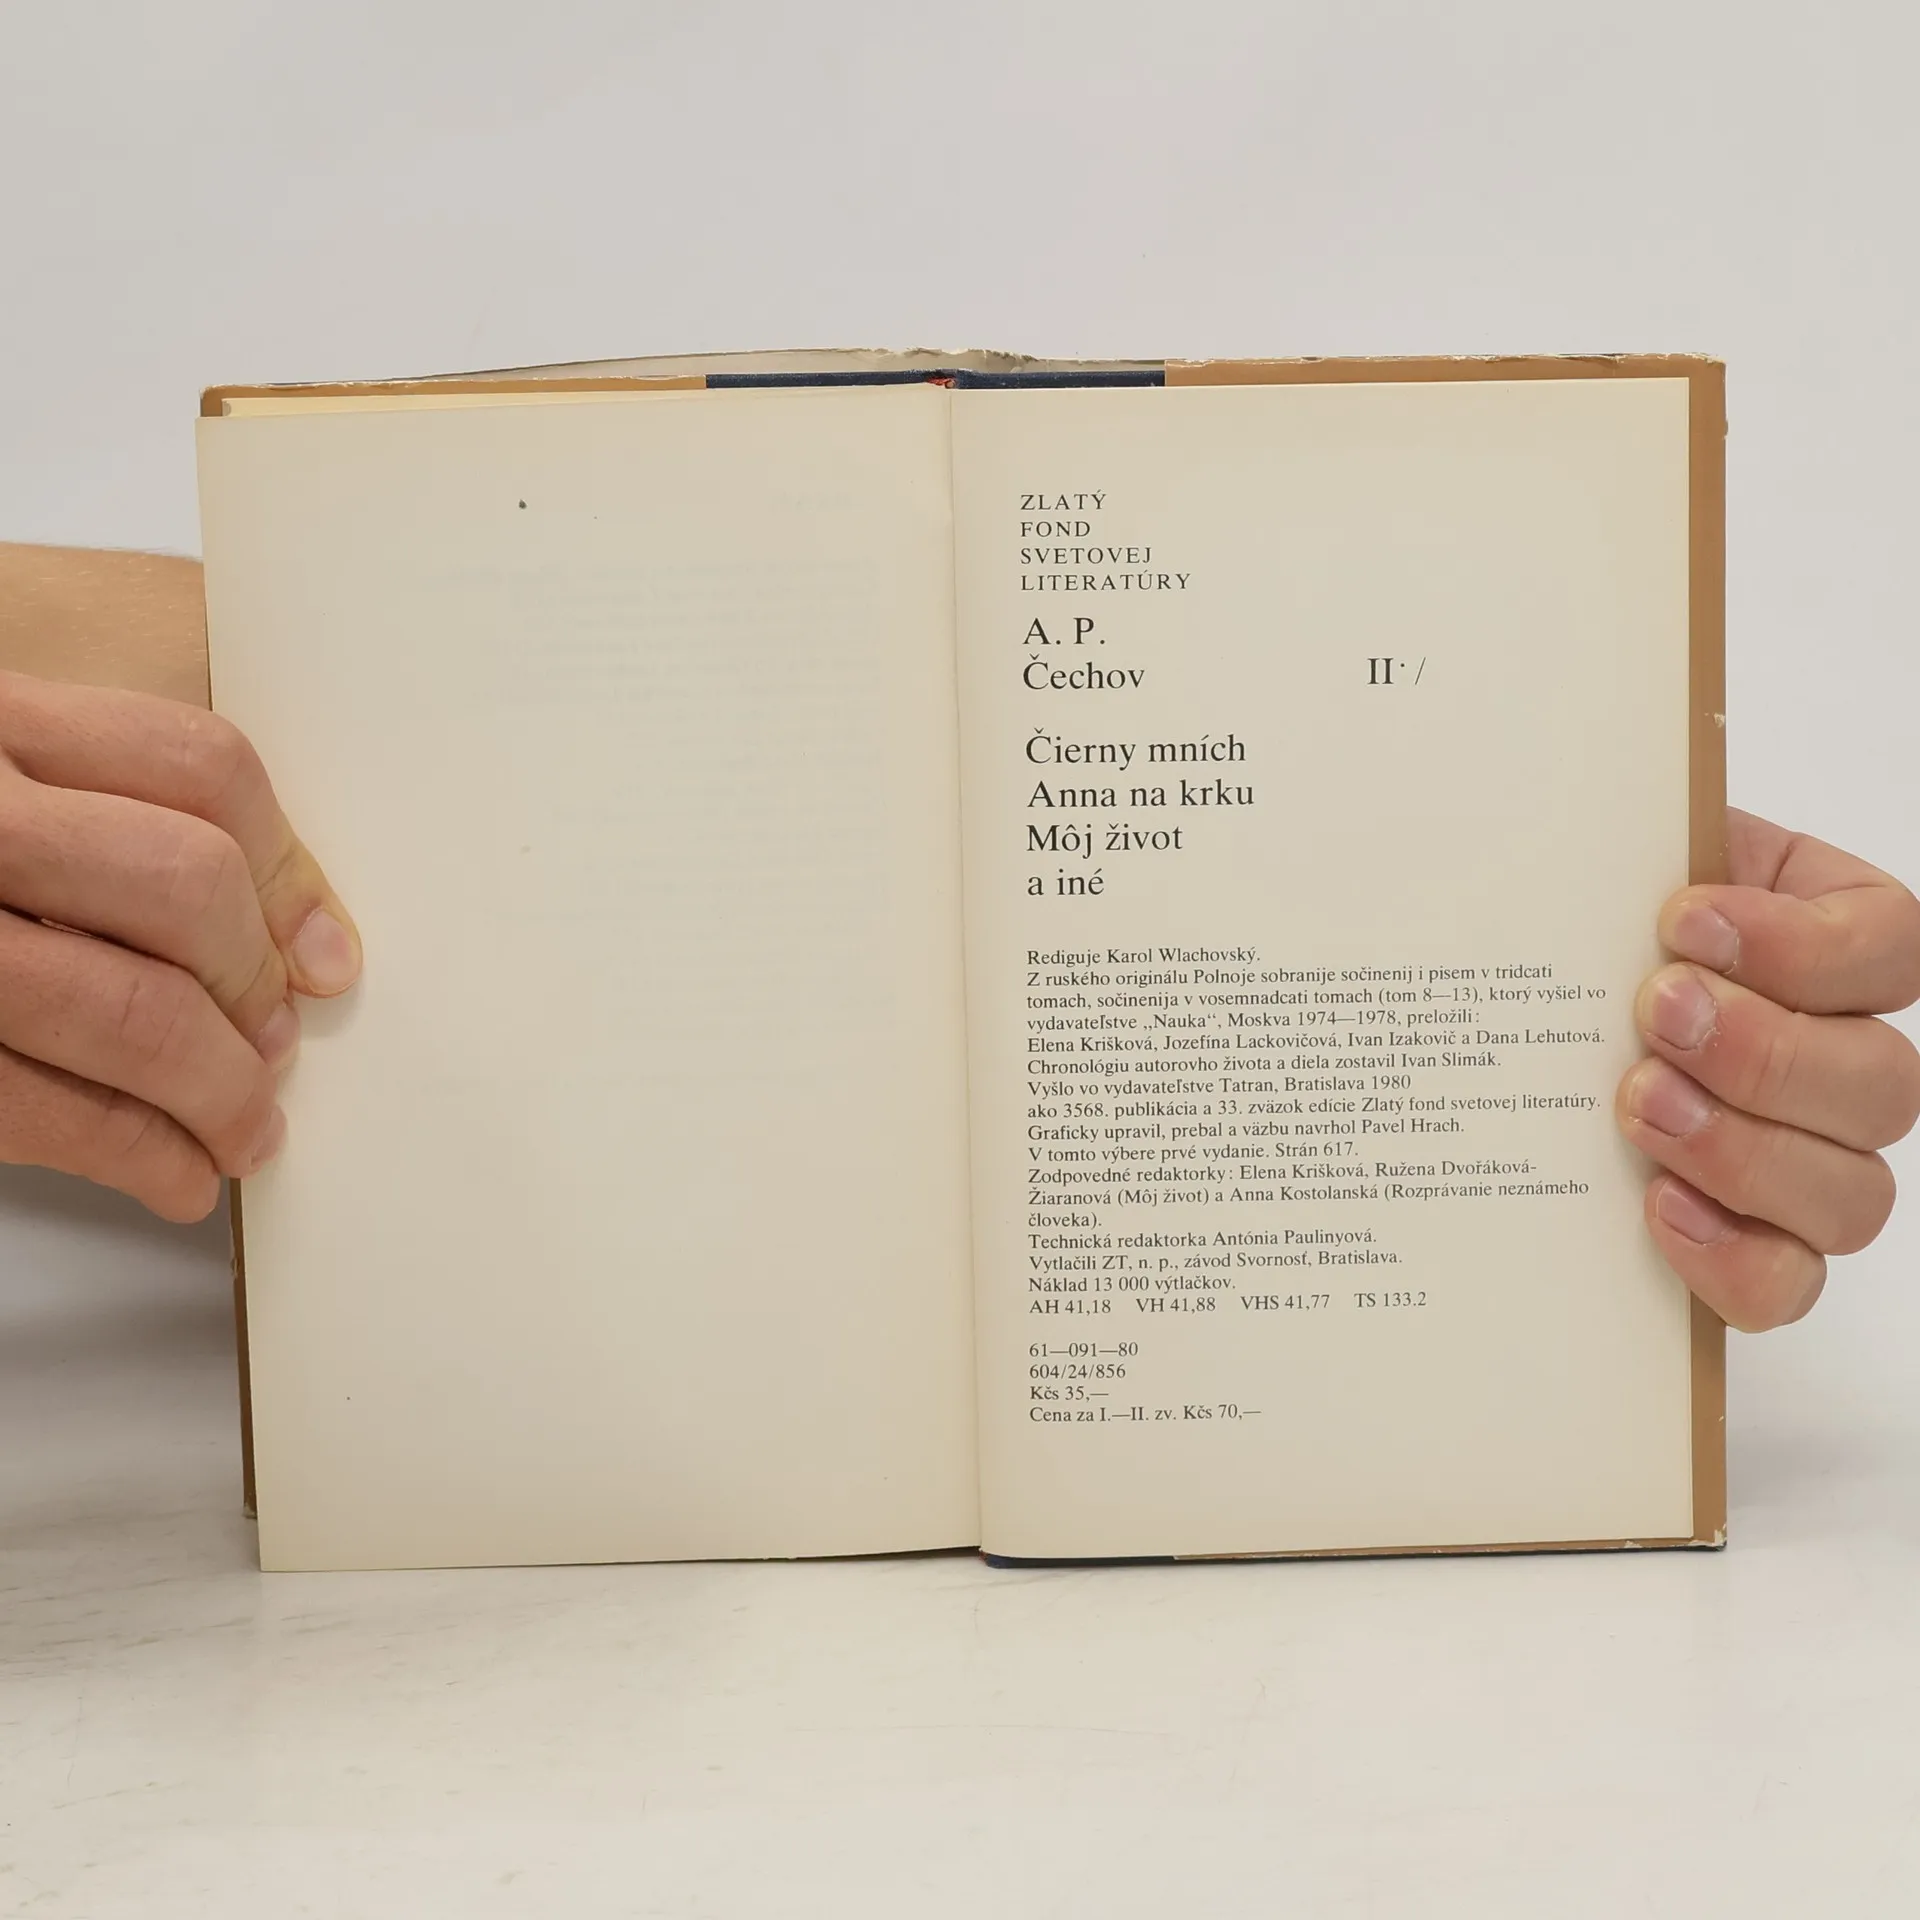 ZLATÝ
FOND
SVETOVEJ
LITERATÚRY
A. P.
Čechov
II· /
Čierny mních
Anna na krku
Môj život
a iné
Rediguje Karol Wlachovský.
Z ruského originálu Polnoje sobranije sočinenij i pisem v tridcati
tomach, sočinenija v vosemnadcati tomach (tom 8—13), ktorý vyšiel vo
vydavateľstve „Nauka“, Moskva 1974—1978, preložili:
Elena Krišková, Jozefína Lackovičová, Ivan Izakovič a Dana Lehutová.
Chronológiu autorovho života a diela zostavil Ivan Slimák.
Vyšlo vo vydavateľstve Tatran, Bratislava 1980
ako 3568. publikácia a 33. zväzok edície Zlatý fond svetovej literatúry.
Graficky upravil, prebal a väzbu navrhol Pavel Hrach.
V tomto výbere prvé vydanie. Strán 617.
Zodpovedné redaktorky: Elena Krišková, Ružena Dvořáková-
Žiaranová (Môj život) a Anna Kostolanská (Rozprávanie neznámeho
človeka).
Technická redaktorka Antónia Paulinyová.
Vytlačili ZT, n. p., závod Svornosť, Bratislava.
Náklad 13 000 výtlačkov.
AH 41,18 VH 41,88 VHS 41,77 TS 133.2
61—091—80
604/24/856
Kčs 35,—
Cena za I.—II. zv. Kčs 70,—